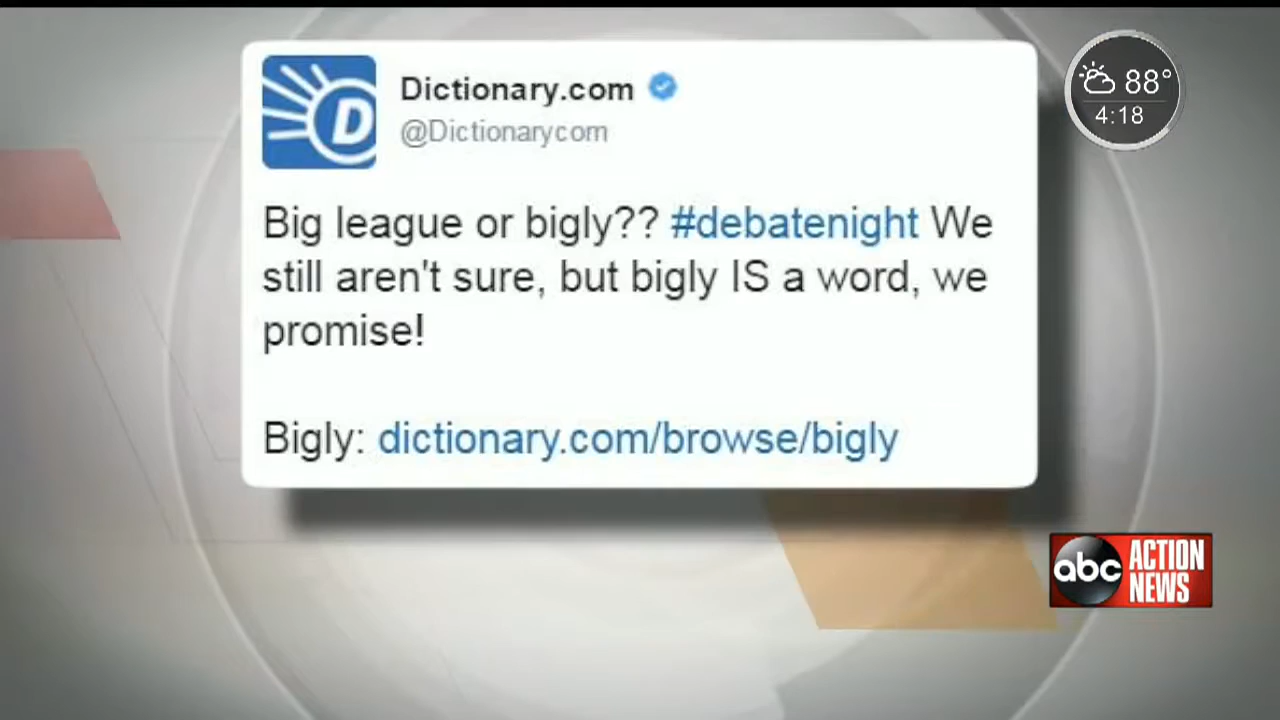 Dictionary.com
@Dictionarycom
88°
4:18
Big league or bigly?? #debatenight We
still aren't sure, but bigly IS a word, we
promise!
Bigly: dictionary.com/browse/bigly
abc ACTION
NEWS
D